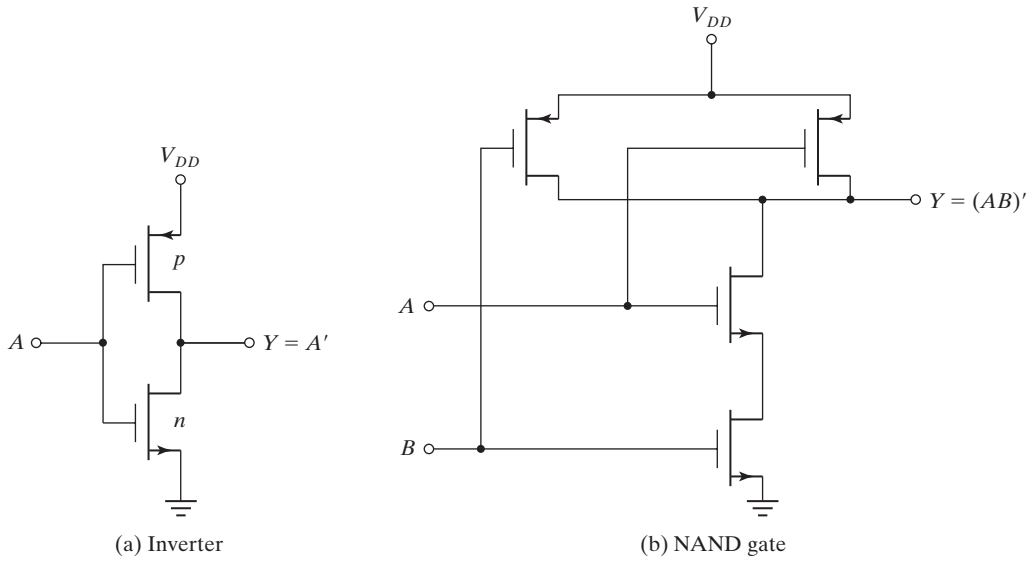 V_DD
p
A
Y = A′
n
(a) Inverter
V_DD
Y = (AB)′
A
B
(b) NAND gate